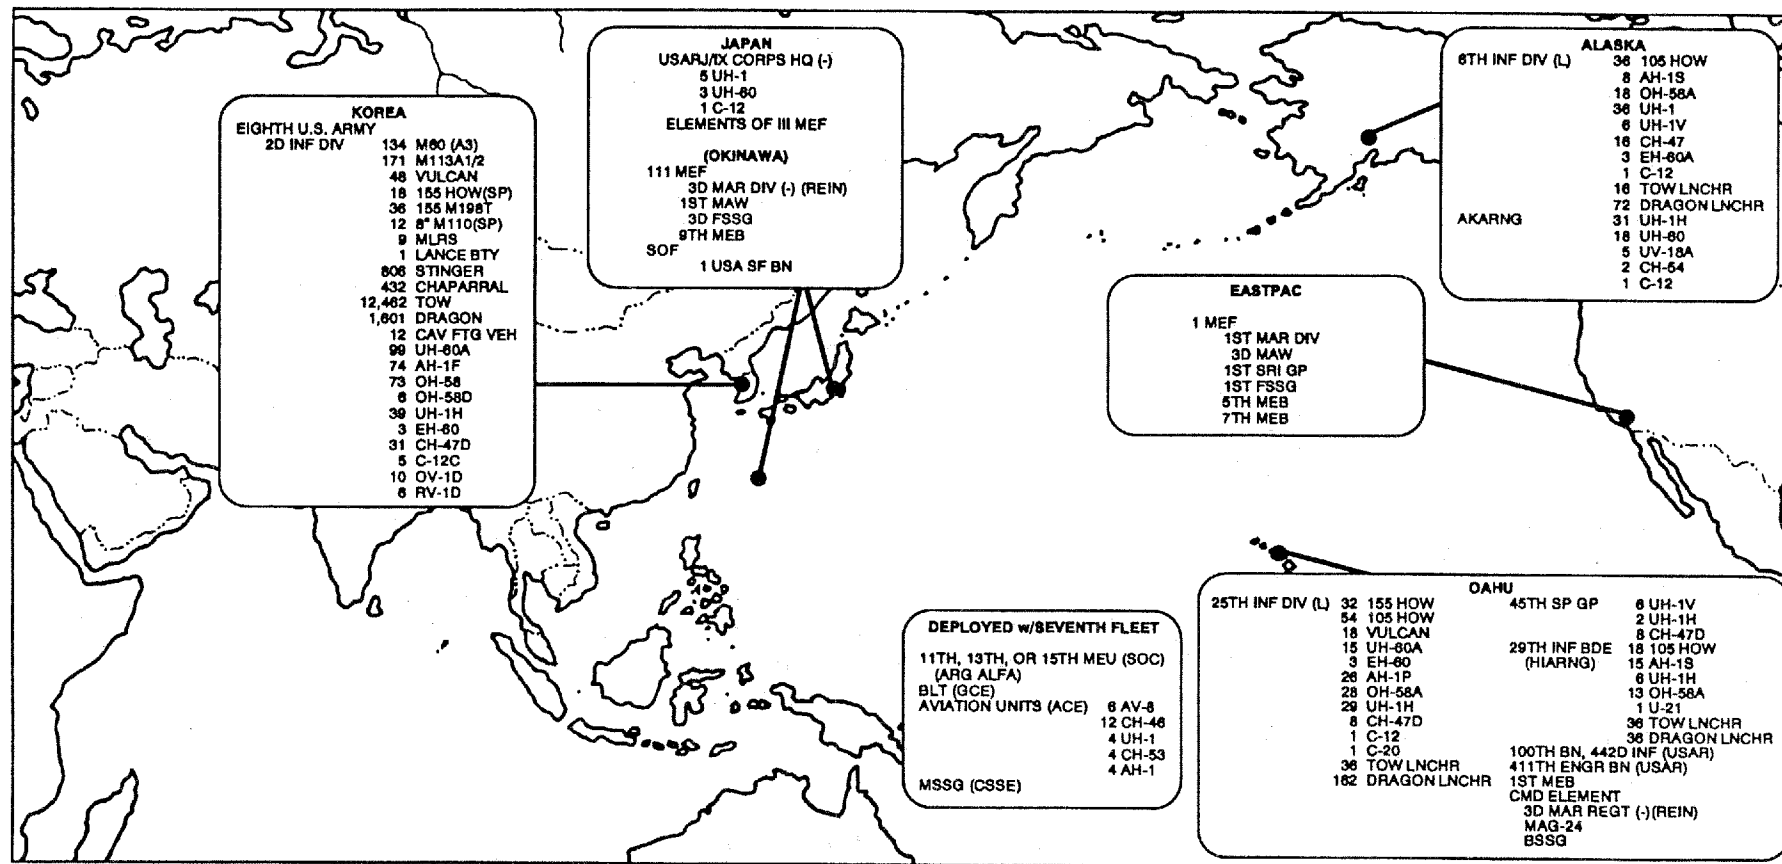 JAPAN
USARJ/IX CORPS HQ (-)
5 UH-1
3 UH-60
1 C-12
ELEMENTS OF III MEF
(OKINAWA)
111 MEF
3D MAR DIV (-) (REIN)
1ST MAW
3D FSSG
9TH MEB
SOF
1 USA SF BN
KOREA
EIGHTH U.S. ARMY
2D INF DIV 134 M60 (A3)
171 M113A1/2
48 VULCAN
18 155 HOW(SP)
36 155 M198T
12 8" M110(SP)
9 MLRS
1 LANCE BTY
806 STINGER
432 CHAPARRAL
12,462 TOW
1,601 DRAGON
12 CAV FTG VEH
99 UH-60A
74 AH-1F
73 OH-58
6 OH-58D
39 UH-1H
3 EH-60
31 CH-47D
5 C-12C
10 OV-1D
6 RV-1D
ALASKA
6TH INF DIV (L) 36 105 HOW
8 AH-1S
18 OH-58A
36 UH-1
6 UH-1V
16 CH-47
3 EH-60A
1 C-12
16 TOW LNCHR
72 DRAGON LNCHR
AKARNG 31 UH-1H
18 UH-60
5 UV-18A
2 CH-54
1 C-12
EASTPAC
1 MEF
1ST MAR DIV
3D MAW
1ST SRI GP
1ST FSSG
5TH MEB
7TH MEB
DEPLOYED w/SEVENTH FLEET
11TH, 13TH, OR 15TH MEU (SOC)
(ARG ALFA)
BLT (GCE)
AVIATION UNITS (ACE) 6 AV-8
12 CH-46
4 UH-1
4 CH-53
4 AH-1
MSSG (CSSE)
OAHU
25TH INF DIV (L) 32 155 HOW
54 105 HOW
18 VULCAN
15 UH-60A
3 EH-60
26 AH-1P
28 OH-58A
29 UH-1H
8 CH-47D
1 C-12
1 C-20
36 TOW LNCHR
162 DRAGON LNCHR
45TH SP GP 6 UH-1V
2 UH-1H
8 CH-47D
29TH INF BDE 18 105 HOW
(HIARNG) 15 AH-1S
6 UH-1H
13 OH-58A
1 U-21
36 TOW LNCHR
36 DRAGON LNCHR
100TH BN, 442D INF (USAR)
411TH ENGR BN (USAR)
1ST MEB
CMD ELEMENT
3D MAR REGT (-)(REIN)
MAG-24
BSSG